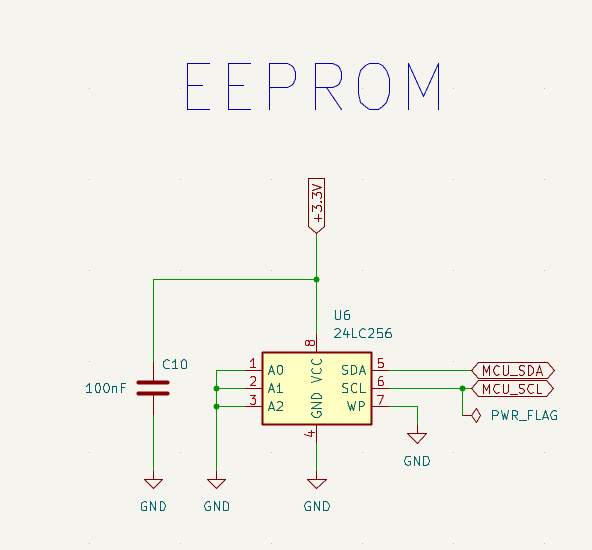 EEPROM
+3.3V
U6
24LC256
8
C10
100nF
1 A0 VCC SDA 5 MCU_SDA
2 A1 SCL 6 MCU_SCL
3 A2 GND WP 7 PWR_FLAG
4
GND
GND GND GND